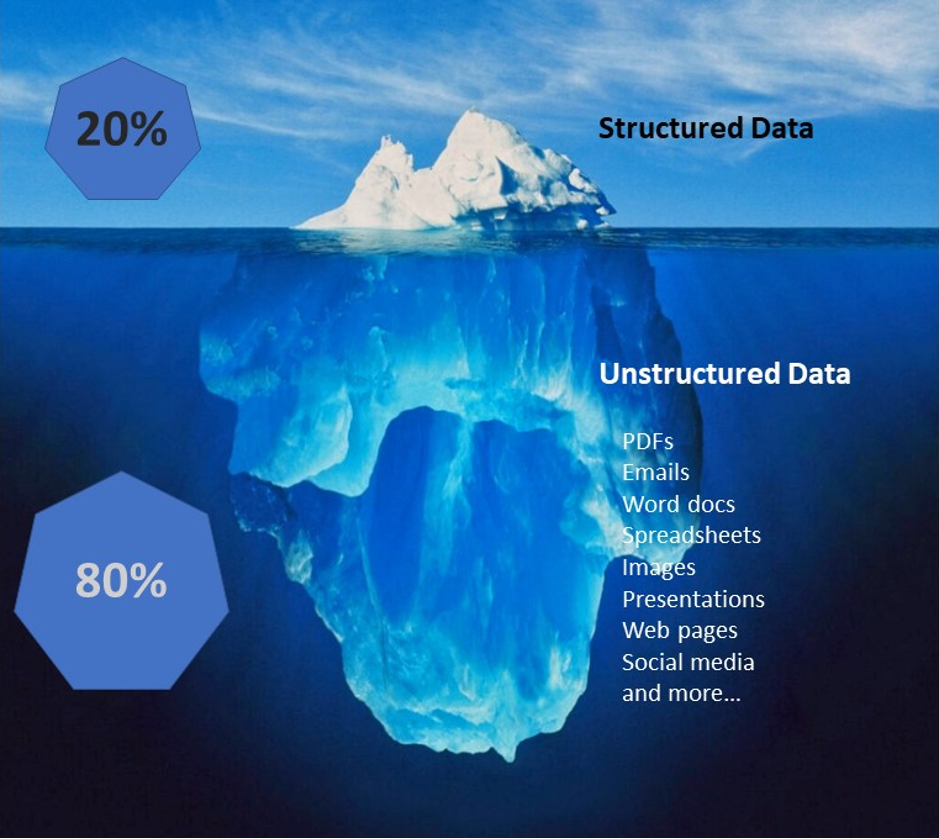 20%
Structured Data
Unstructured Data
PDFs
Emails
Word docs
Spreadsheets
Images
80%
Presentations
Web pages
Social media
and more...